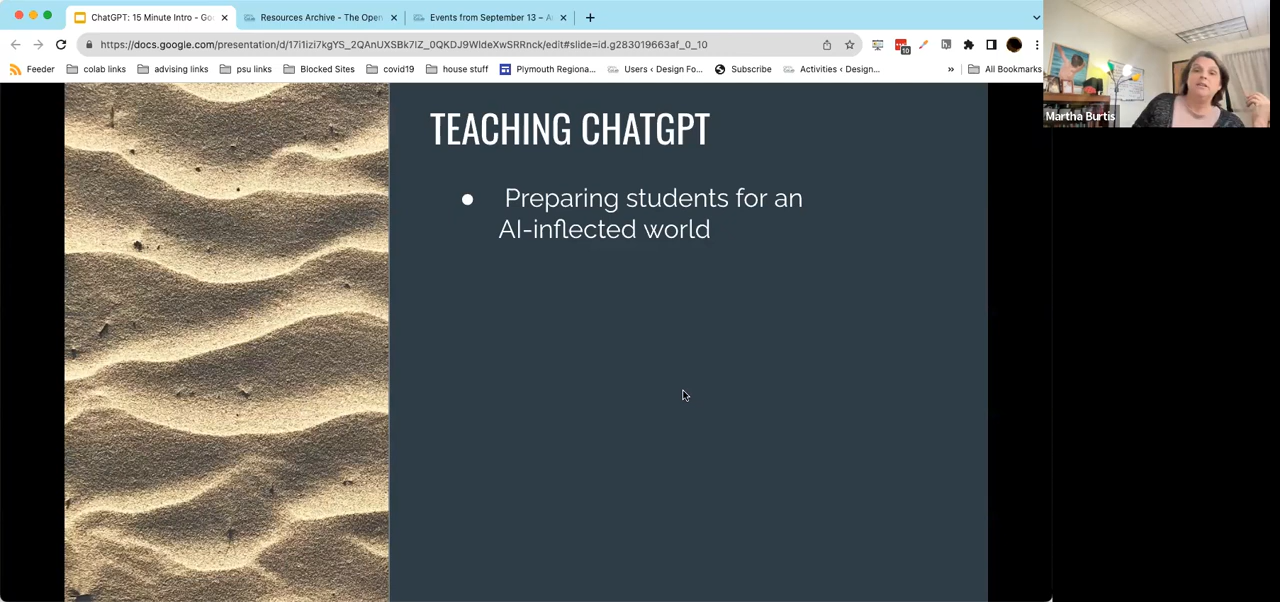 ChatGPT: 15 Minute Intro - Go
Resources Archive - The Open
Events from September 13 – A
https://docs.google.com/presentation/d/17i1izi7kgYS_2QAnUXSBk7IZ_0QKDJ9WIdeXwSRRnck/edit#slide=id.g283019663af_0_10
10
Feeder
colab links
advising links
psu links
Blocked Sites
covid19
house stuff
Plymouth Regiona...
Users ‹ Design Fo...
Subscribe
Activities ‹ Design...
»
All Bookmarks
Martha Burtis
TEACHING CHATGPT
● Preparing students for an
AI-inflected world